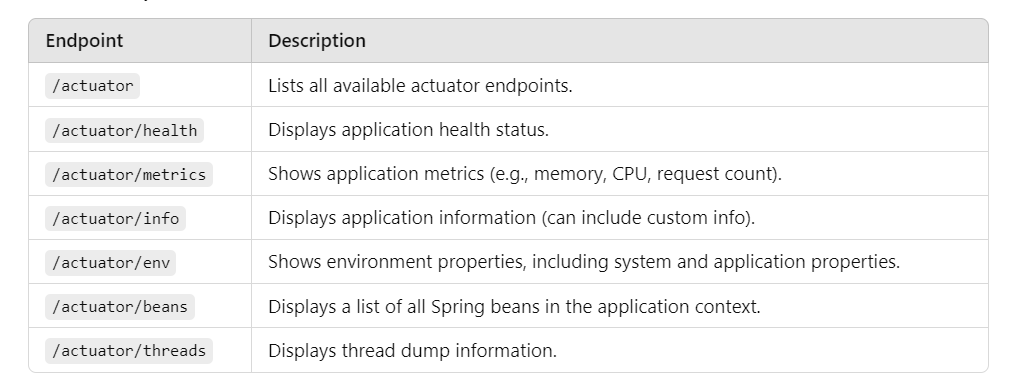 Endpoint Description
/actuator Lists all available actuator endpoints.
/actuator/health Displays application health status.
/actuator/metrics Shows application metrics (e.g., memory, CPU, request count).
/actuator/info Displays application information (can include custom info).
/actuator/env Shows environment properties, including system and application properties.
/actuator/beans Displays a list of all Spring beans in the application context.
/actuator/threads Displays thread dump information.